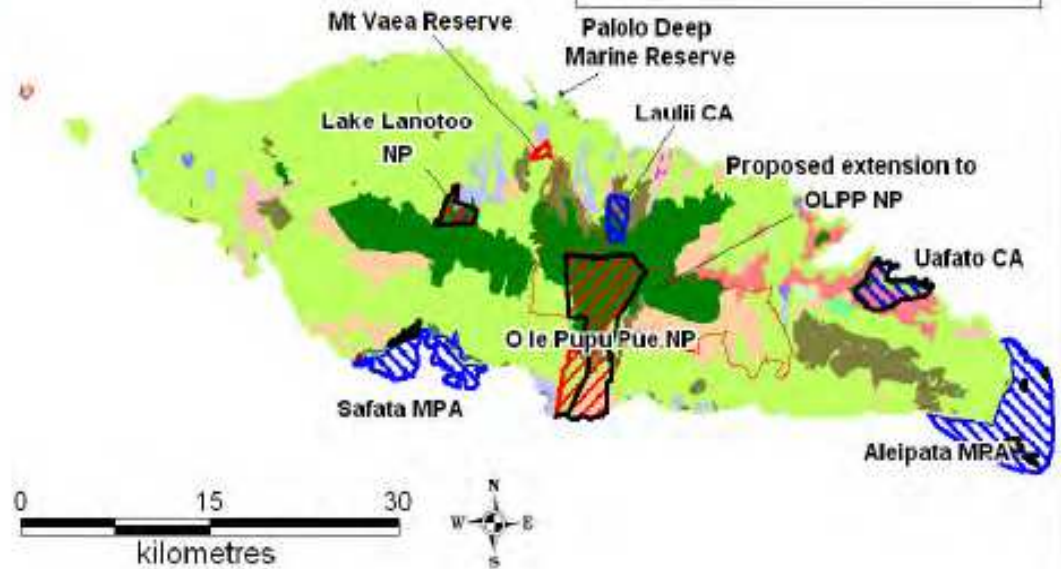 Mt Vaea Reserve
Palolo Deep
Marine Reserve
Lake Lanotoo
NP
Laulii CA
Proposed extension to
OLPP NP
Uafato CA
O le Pupu Pue NP
Safata MPA
Aleipata MPA
0 15 30
kilometres
N
W E
S